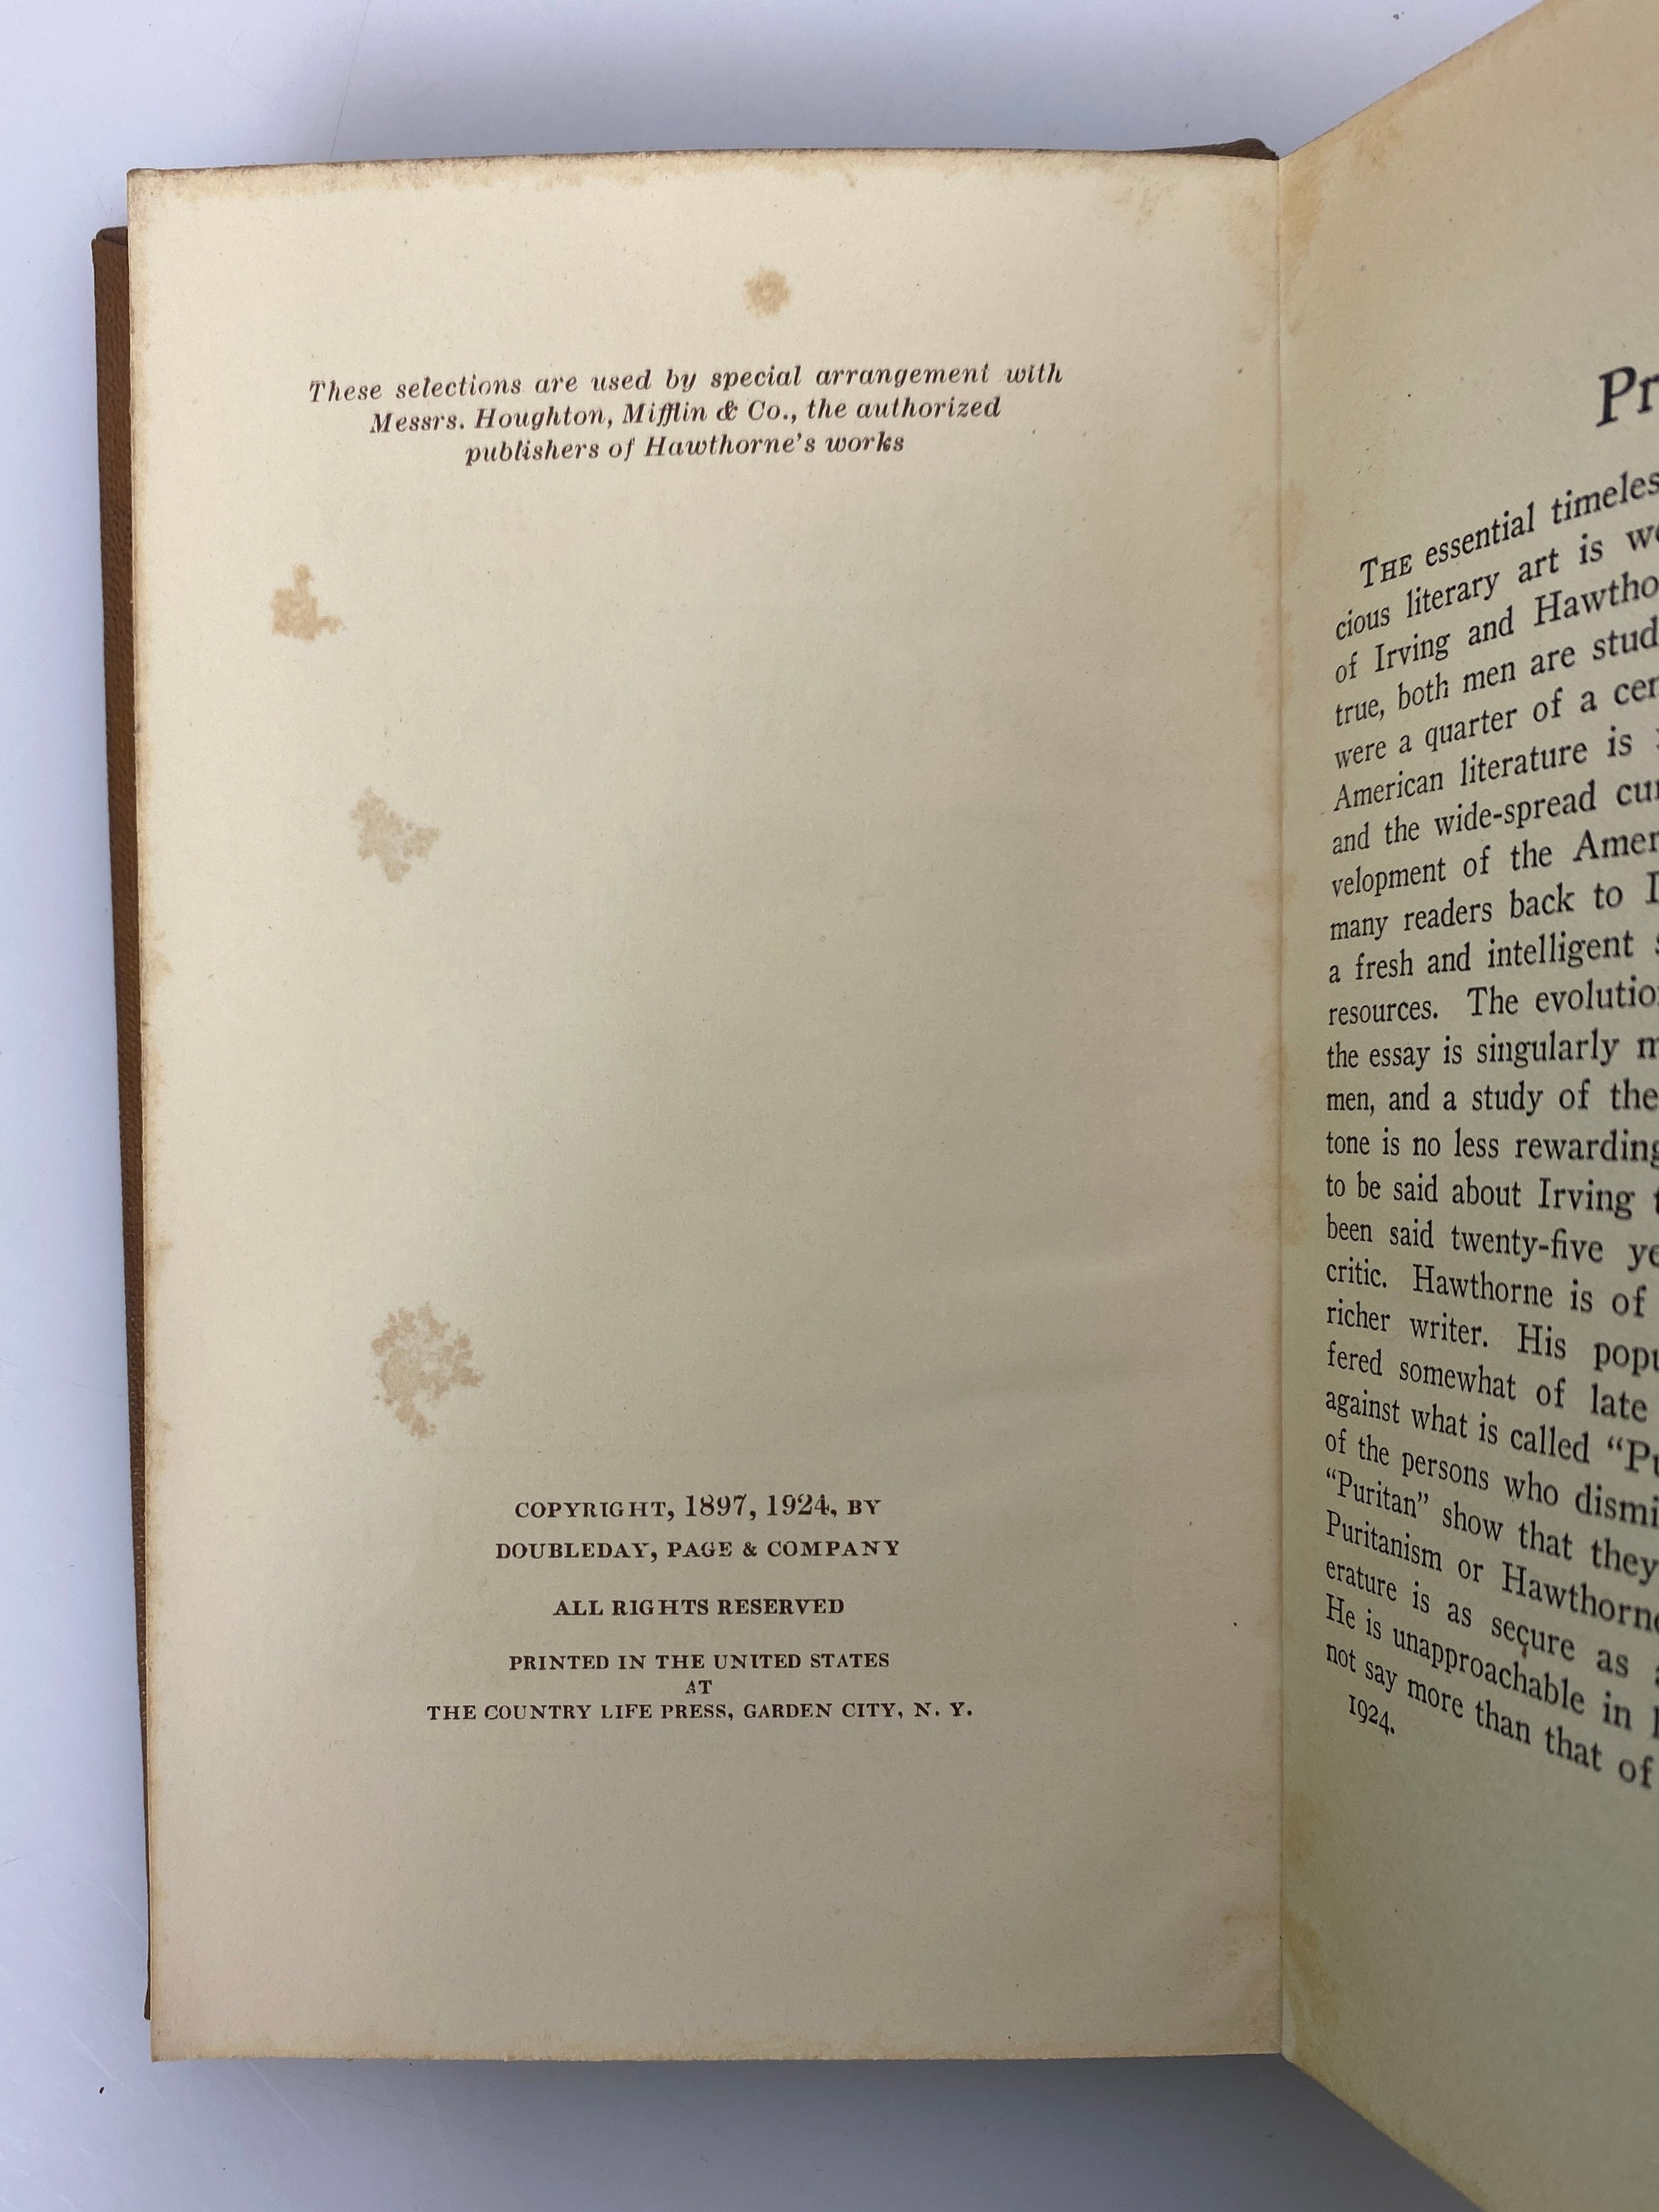 These selections are used by special arrangement with
Messrs. Houghton, Mifflin & Co., the authorized
publishers of Hawthorne's works
COPYRIGHT, 1897, 1924, BY
DOUBLEDAY, PAGE & COMPANY
ALL RIGHTS RESERVED
PRINTED IN THE UNITED STATES
AT
THE COUNTRY LIFE PRESS, GARDEN CITY, N. Y.
Pr
THE essential timeles
cious literary art is
of Irving and Hawtho
true, both men are stud
were a quarter of a cen
American literature is
and the wide-spread cur
velopment of the Amer
many readers back to I
a fresh and intelligent
resources. The evolutio
the essay is singularly m
men, and a study of the
tone is no less rewarding
to be said about Irving t
been said twenty-five ye
critic. Hawthorne is of
richer writer. His popu
fered somewhat of late
against what is called "Pu
of the persons who dismi
"Puritan" show that they
Puritanism or Hawthorne
erature is as secure as
He is unapproachable in
not say more than that of
1924.